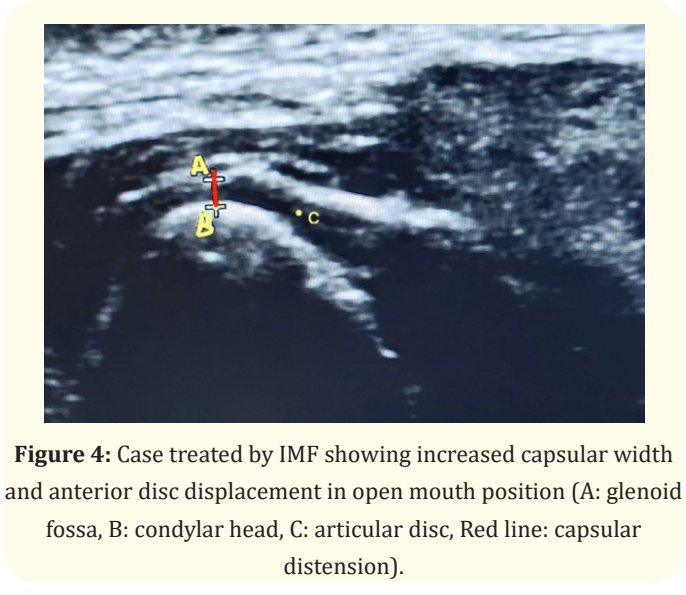 A
B
C
Figure 4: Case treated by IMF showing increased capsular width
and anterior disc displacement in open mouth position (A: glenoid
fossa, B: condylar head, C: articular disc, Red line: capsular
distension).